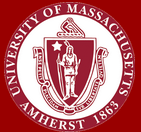 UNIVERSITY OF MASSACHUSETTS
AMHERST 1863